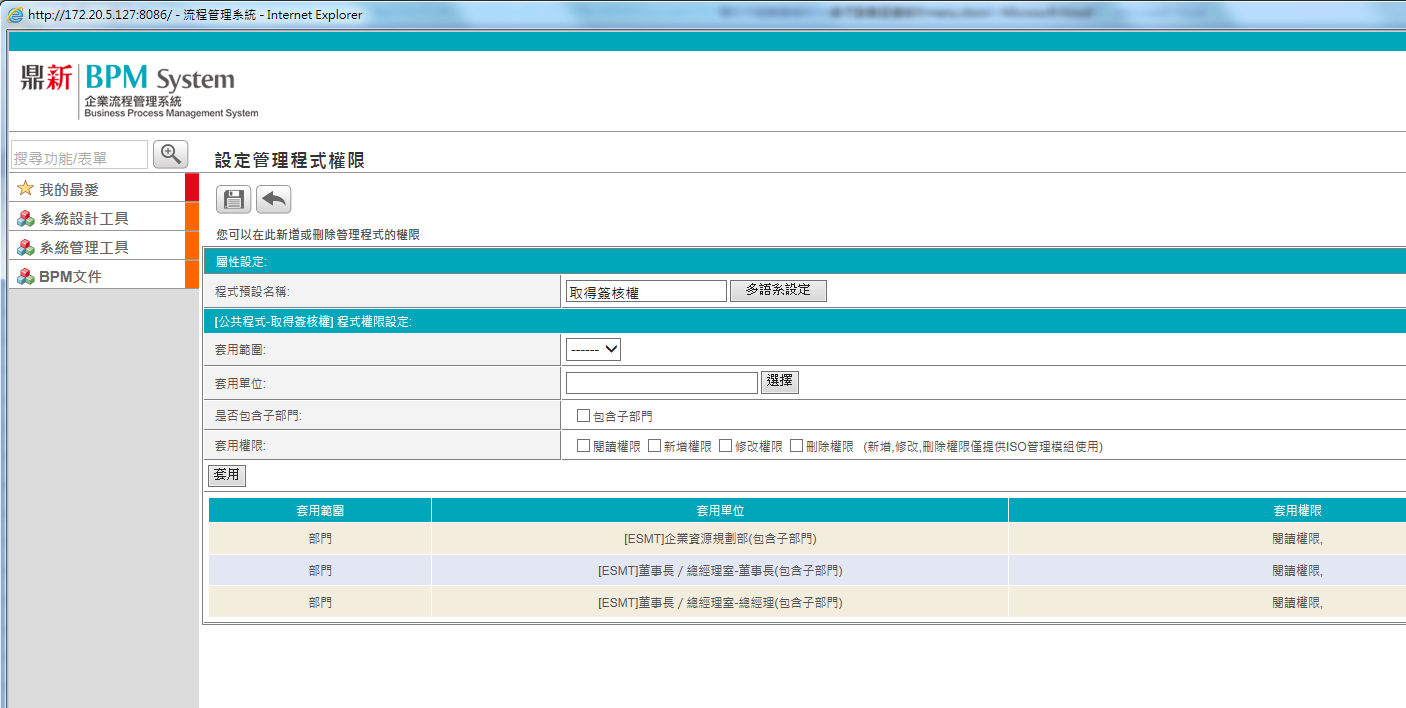 http://172.20.5.127:8086/ - 流程管理系統 - Internet Explorer
鼎新 BPM System
企業流程管理系統
Business Process Management System
搜尋功能/表單
設定管理程式權限
我的最愛
系統設計工具
系統管理工具
BPM文件
您可以在此新增或刪除管理程式的權限
屬性設定:
程式預設名稱: 取得簽核權 多語系設定
[公共程式-取得簽核權] 程式權限設定:
套用範圍: ------
套用單位: 選擇
是否包含子部門: 包含子部門
套用權限: 閱讀權限 新增權限 修改權限 刪除權限 (新增,修改,刪除權限僅提供ISO管理模組使用)
套用
套用範圍 套用單位 套用權限
部門 [ESMT]企業資源規劃部(包含子部門) 閱讀權限,
部門 [ESMT]董事長 / 總經理室-董事長(包含子部門) 閱讀權限,
部門 [ESMT]董事長 / 總經理室-總經理(包含子部門) 閱讀權限,